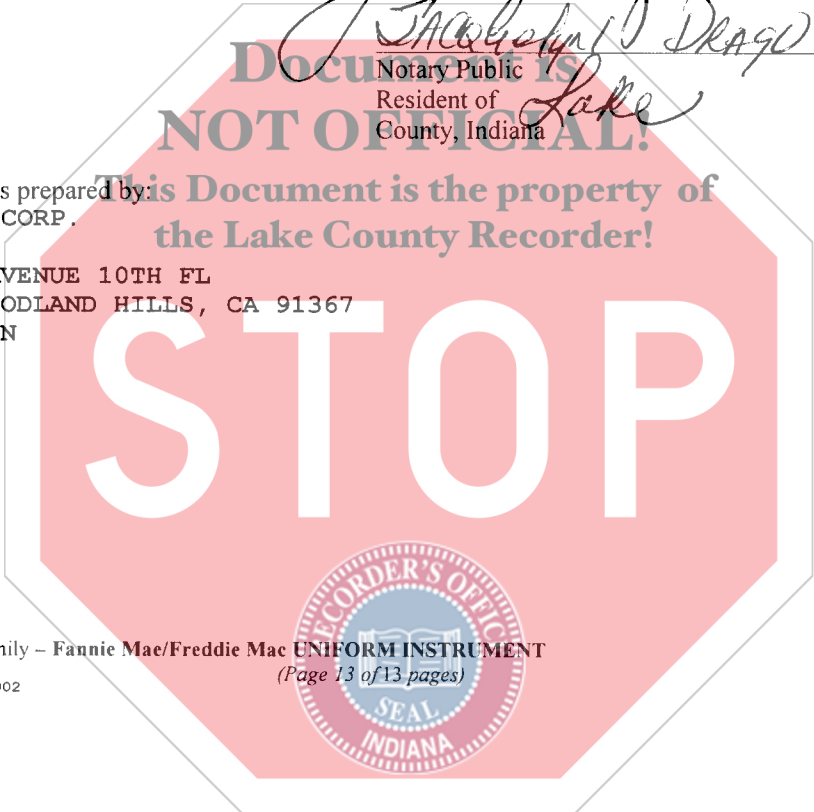 Jacquolyn D Drago
Document is
Notary Public
Resident of Lake
NOT OFFICIAL!
County, Indiana
s prepared by:
This Document is the property of
CORP.
the Lake County Recorder!
VENUE 10TH FL
ODLAND HILLS, CA 91367
N
STOP
RECORDER'S OFFICE
nily – Fannie Mae/Freddie Mac UNIFORM INSTRUMENT
(Page 13 of 13 pages)
002
SEAL
INDIANA